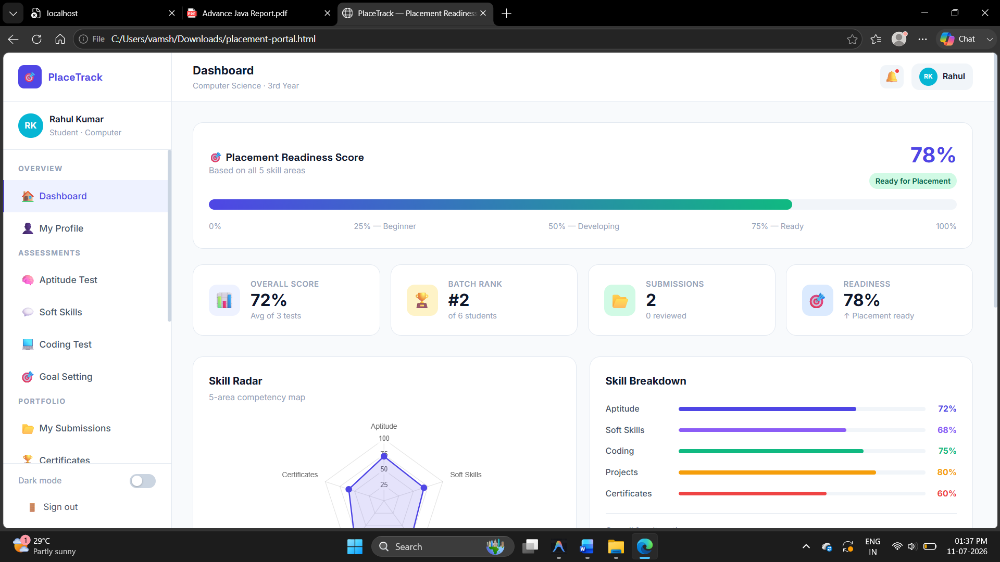 localhost
Advance Java Report.pdf
PlaceTrack — Placement Readiness
File
C:/Users/vamsh/Downloads/placement-portal.html
Chat
PlaceTrack
Dashboard
Computer Science · 3rd Year
RK
Rahul
RK
Rahul Kumar
Student · Computer
OVERVIEW
Dashboard
My Profile
ASSESSMENTS
Aptitude Test
Soft Skills
Coding Test
Goal Setting
PORTFOLIO
My Submissions
Certificates
Dark mode
Sign out
Placement Readiness Score
Based on all 5 skill areas
78%
Ready for Placement
0%
25% — Beginner
50% — Developing
75% — Ready
100%
OVERALL SCORE
72%
Avg of 3 tests
BATCH RANK
#2
of 6 students
SUBMISSIONS
2
0 reviewed
READINESS
78%
↑ Placement ready
Skill Radar
5-area competency map
Aptitude
100
75
50
25
Certificates
Soft Skills
Skill Breakdown
Aptitude
72%
Soft Skills
68%
Coding
75%
Projects
80%
Certificates
60%
1
29°C
Partly sunny
Search
ENG
IN
01:37 PM
11-07-2026